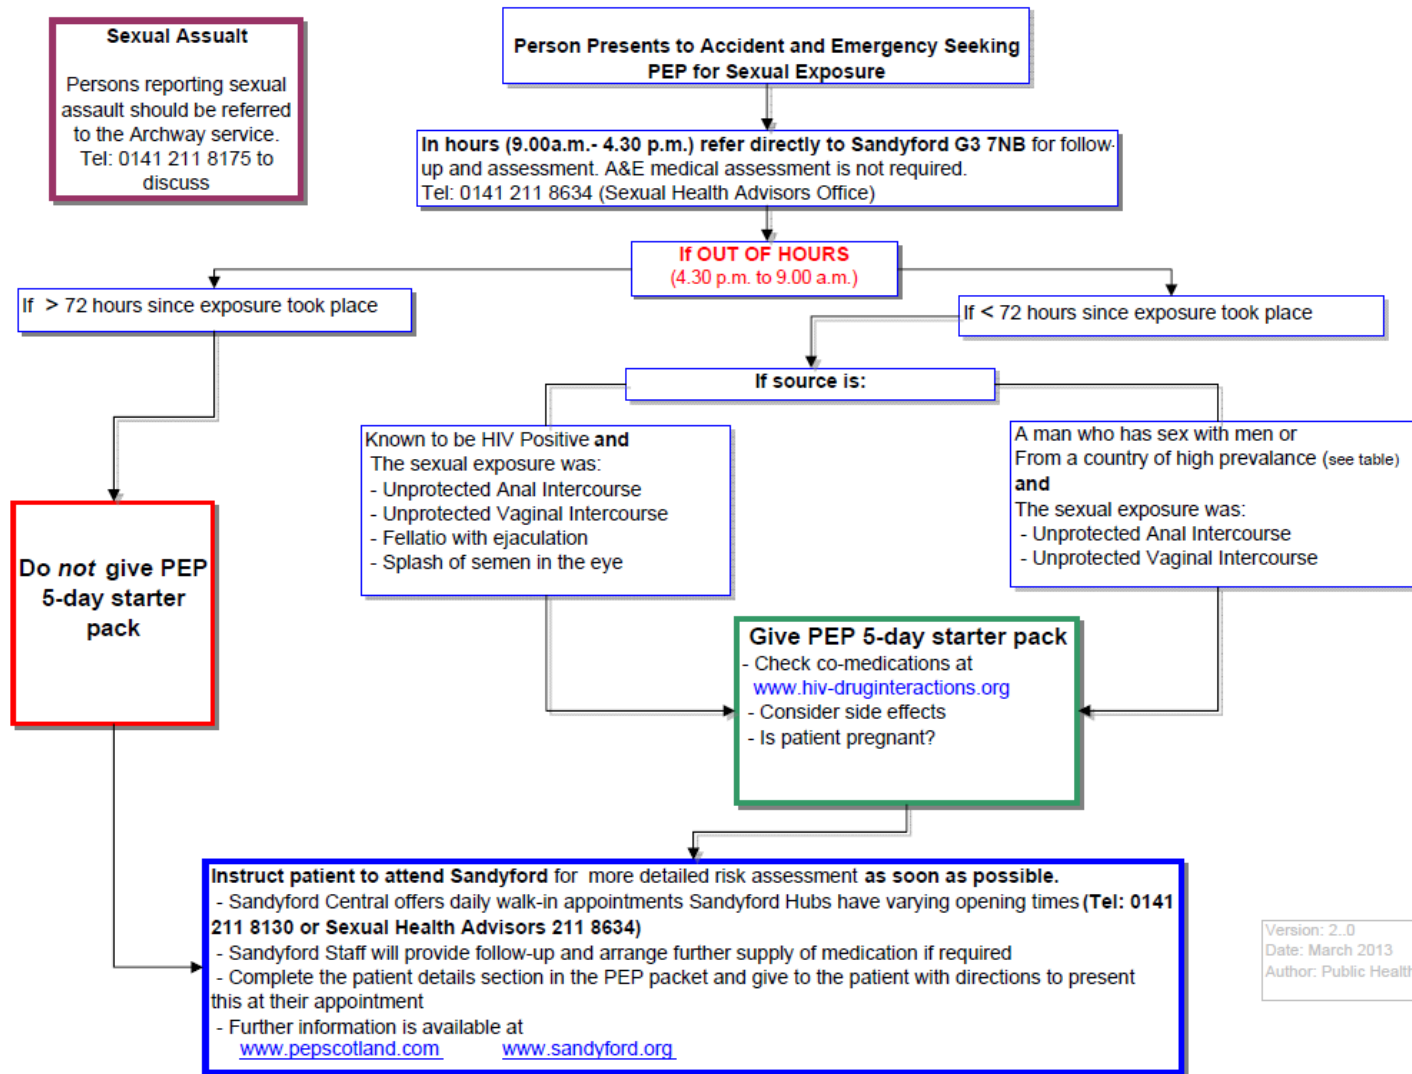 Sexual Assualt
Persons reporting sexual
assault should be referred
to the Archway service.
Tel: 0141 211 8175 to
discuss
Person Presents to Accident and Emergency Seeking
PEP for Sexual Exposure
In hours (9.00a.m.- 4.30 p.m.) refer directly to Sandyford G3 7NB for follow-
up and assessment. A&E medical assessment is not required.
Tel: 0141 211 8634 (Sexual Health Advisors Office)
If OUT OF HOURS
(4.30 p.m. to 9.00 a.m.)
If > 72 hours since exposure took place
If < 72 hours since exposure took place
If source is:
Known to be HIV Positive and
The sexual exposure was:
- Unprotected Anal Intercourse
- Unprotected Vaginal Intercourse
- Fellatio with ejaculation
- Splash of semen in the eye
A man who has sex with men or
From a country of high prevalance (see table)
and
The sexual exposure was:
- Unprotected Anal Intercourse
- Unprotected Vaginal Intercourse
Do not give PEP
5-day starter
pack
Give PEP 5-day starter pack
- Check co-medications at
www.hiv-druginteractions.org
- Consider side effects
- Is patient pregnant?
Instruct patient to attend Sandyford for more detailed risk assessment as soon as possible.
- Sandyford Central offers daily walk-in appointments Sandyford Hubs have varying opening times (Tel: 0141
211 8130 or Sexual Health Advisors 211 8634)
- Sandyford Staff will provide follow-up and arrange further supply of medication if required
- Complete the patient details section in the PEP packet and give to the patient with directions to present
this at their appointment
- Further information is available at
www.pepscotland.com www.sandyford.org
Version: 2..0
Date: March 2013
Author: Public Health